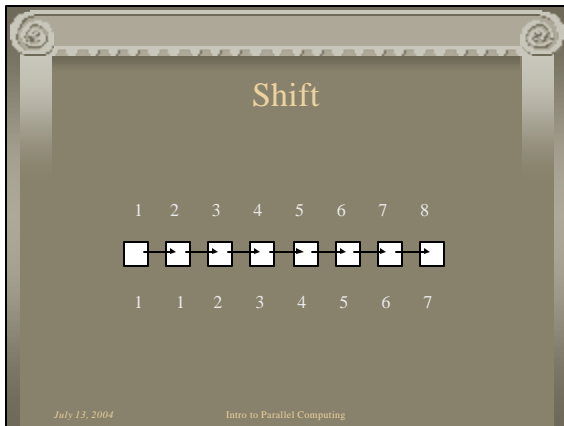 Shift
1 2 3 4 5 6 7 8
1 1 2 3 4 5 6 7
July 13, 2004 Intro to Parallel Computing